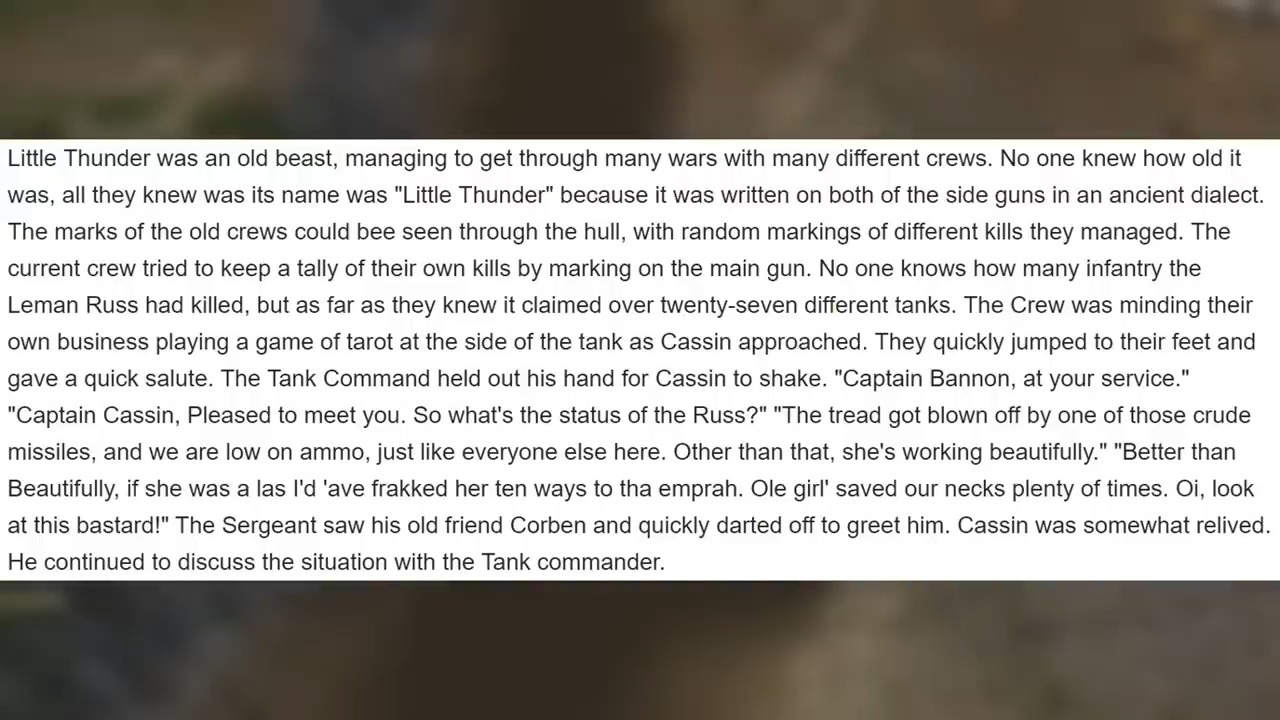 Little Thunder was an old beast, managing to get through many wars with many different crews. No one knew how old it
was, all they knew was its name was "Little Thunder" because it was written on both of the side guns in an ancient dialect.
The marks of the old crews could bee seen through the hull, with random markings of different kills they managed. The
current crew tried to keep a tally of their own kills by marking on the main gun. No one knows how many infantry the
Leman Russ had killed, but as far as they knew it claimed over twenty-seven different tanks. The Crew was minding their
own business playing a game of tarot at the side of the tank as Cassin approached. They quickly jumped to their feet and
gave a quick salute. The Tank Command held out his hand for Cassin to shake. "Captain Bannon, at your service."
"Captain Cassin, Pleased to meet you. So what's the status of the Russ?" "The tread got blown off by one of those crude
missiles, and we are low on ammo, just like everyone else here. Other than that, she's working beautifully." "Better than
Beautifully, if she was a las I'd 'ave frakked her ten ways to tha emprah. Ole girl' saved our necks plenty of times. Oi, look
at this bastard!" The Sergeant saw his old friend Corben and quickly darted off to greet him. Cassin was somewhat relived.
He continued to discuss the situation with the Tank commander.